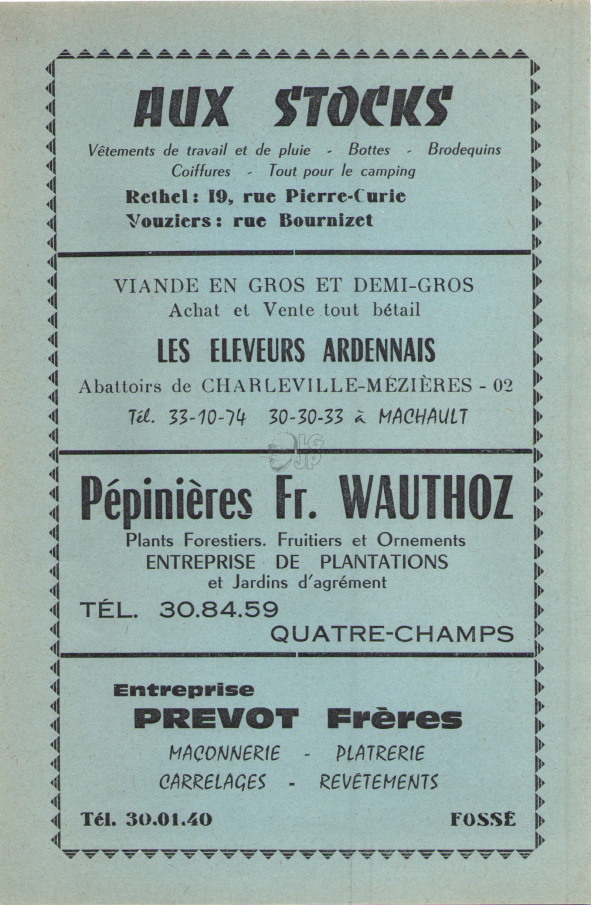 AUX STOCKS
Vêtements de travail et de pluie - Bottes - Brodequins
Coiffures - Tout pour le camping
Rethel : 19, rue Pierre-Curie
Vouziers : rue Bournizet
VIANDE EN GROS ET DEMI-GROS
Achat et Vente tout bétail
LES ELEVEURS ARDENNAIS
Abattoirs de CHARLEVILLE-MÉZIÈRES - 02
Tél. 33-10-74 30-30-33 à MACHAULT
Pépinières Fr. WAUTHOZ
Plants Forestiers. Fruitiers et Ornements
ENTREPRISE DE PLANTATIONS
et Jardins d'agrément
TÉL. 30.84.59
QUATRE-CHAMPS
Entreprise
PREVOT Frères
MAÇONNERIE - PLATRERIE
CARRELAGES - REVÊTEMENTS
Tél. 30.01.40 FOSSÉ